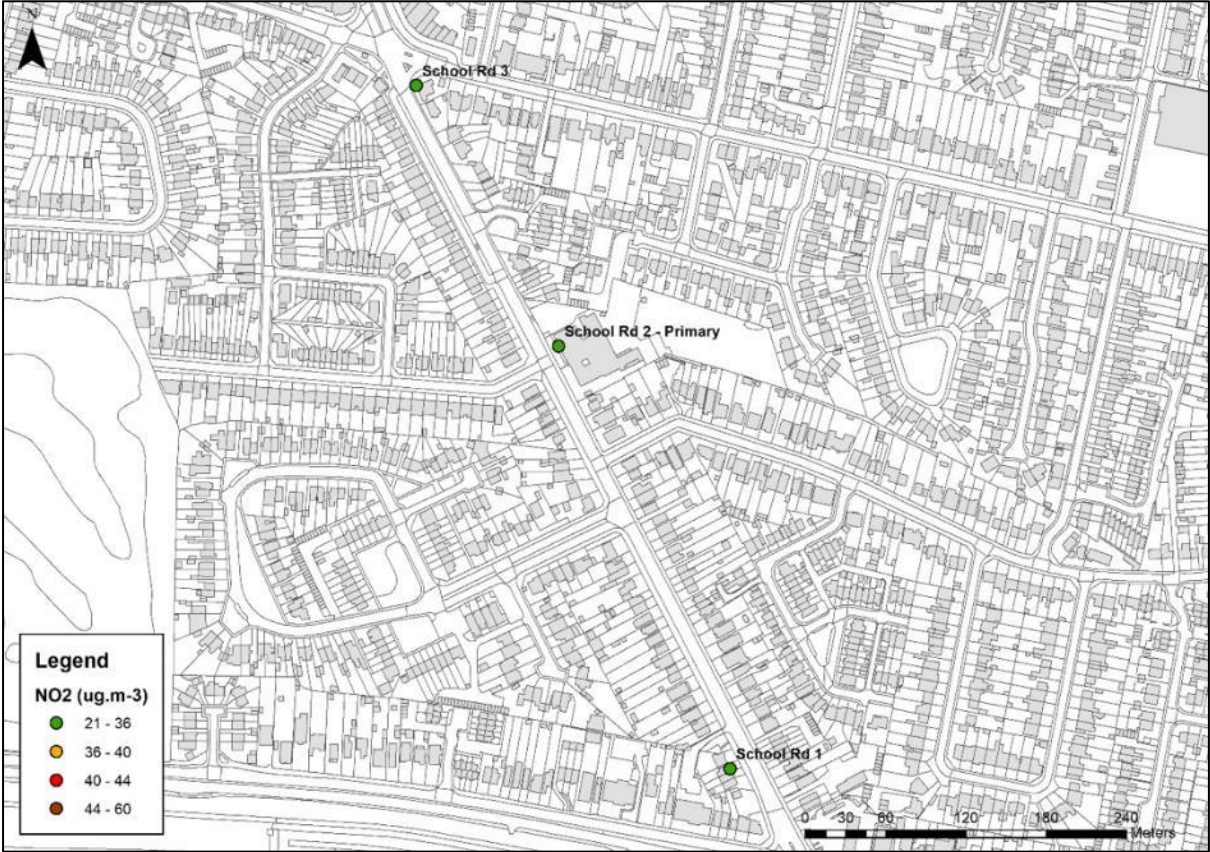 School Rd 3
School Rd 2 - Primary
School Rd 1
Legend
NO2 (ug.m-3)
21 - 36
36 - 40
40 - 44
44 - 60
0 30 60 120 180 240
Meters